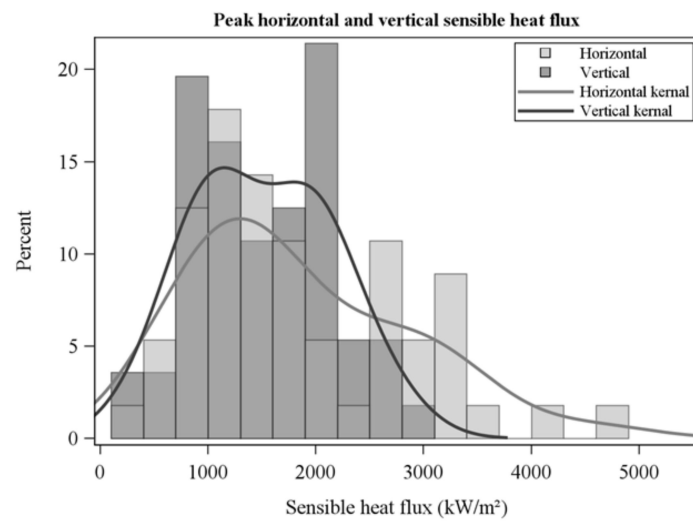 Peak horizontal and vertical sensible heat flux
Horizontal
Vertical
Horizontal kernal
Vertical kernal
20
15
10
5
0
Percent
0 1000 2000 3000 4000 5000
Sensible heat flux (kW/m²)